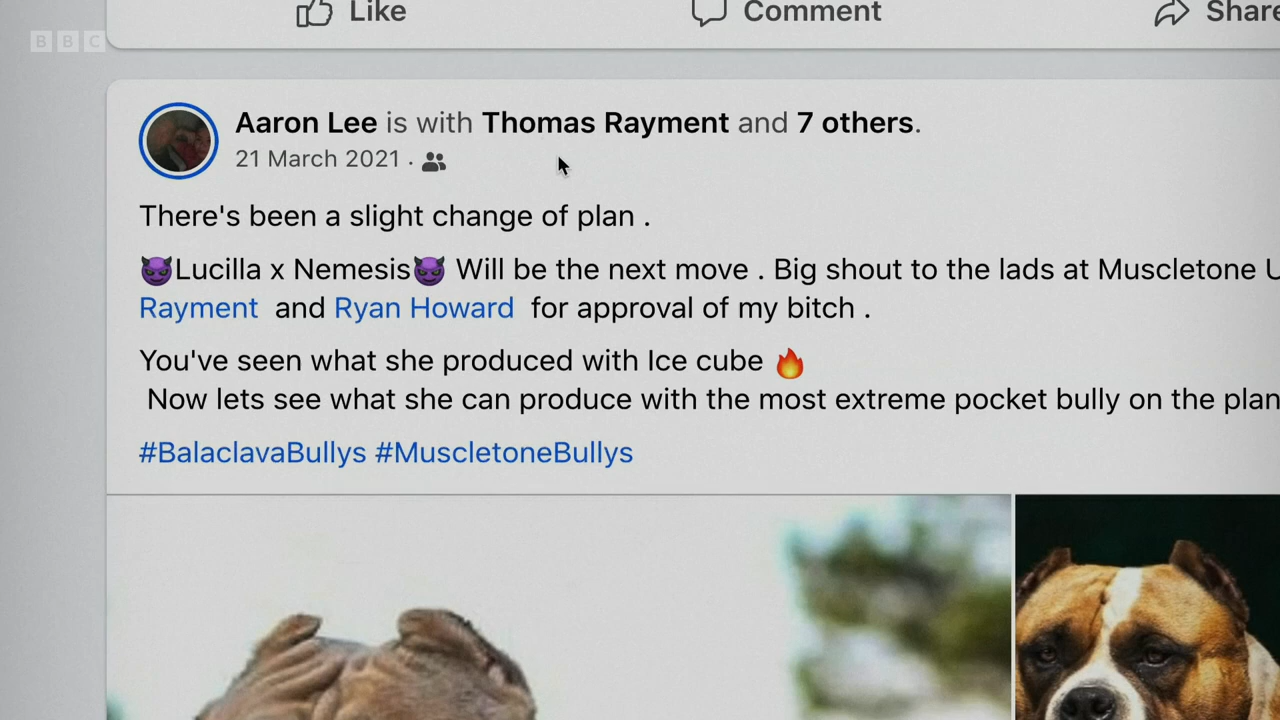 Like Comment Share
BBC
Aaron Lee is with Thomas Rayment and 7 others.
21 March 2021 ·
There's been a slight change of plan .
😈Lucilla x Nemesis😈 Will be the next move . Big shout to the lads at Muscletone U
Rayment and Ryan Howard for approval of my bitch .
You've seen what she produced with Ice cube 🔥
Now lets see what she can produce with the most extreme pocket bully on the plan
#BalaclavaBullys #MuscletoneBullys